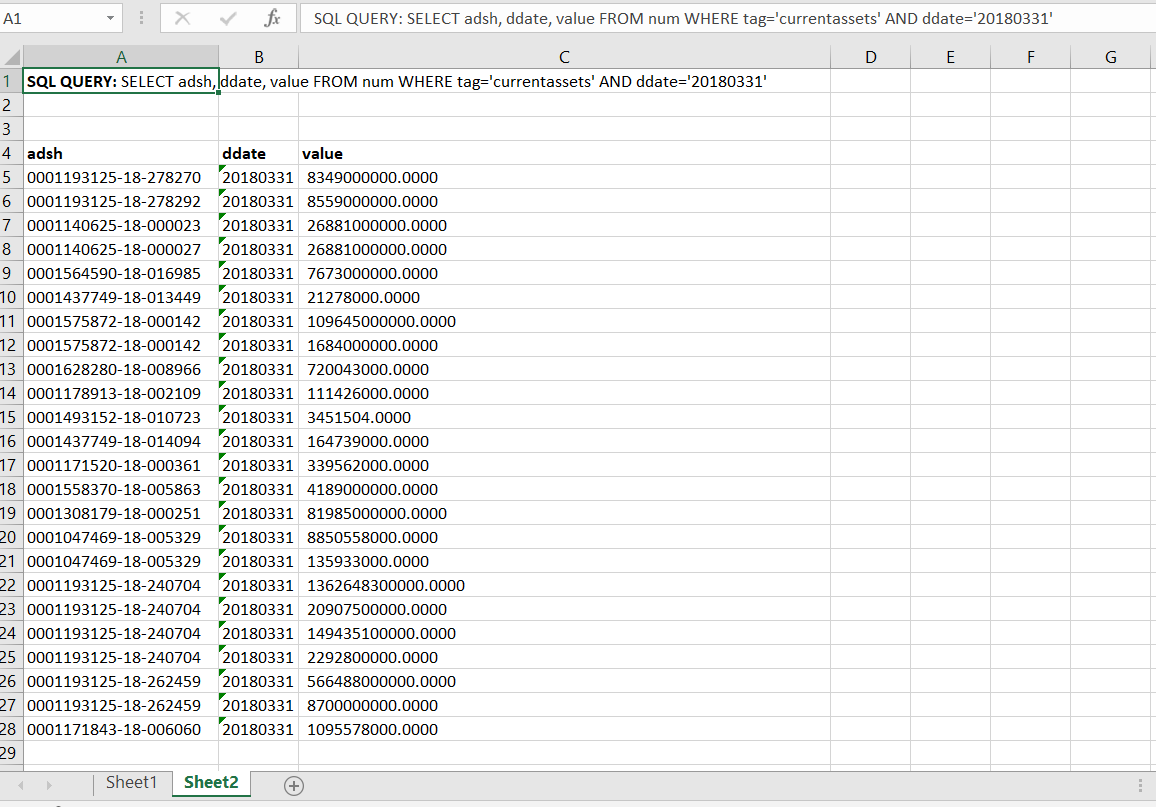 A1 fx SQL QUERY: SELECT adsh, ddate, value FROM num WHERE tag='currentassets' AND ddate='20180331'
A B C D E F G
1 SQL QUERY: SELECT adsh, ddate, value FROM num WHERE tag='currentassets' AND ddate='20180331'
2
3
4 adsh ddate value
5 0001193125-18-278270 20180331 8349000000.0000
6 0001193125-18-278292 20180331 8559000000.0000
7 0001140625-18-000023 20180331 26881000000.0000
8 0001140625-18-000027 20180331 26881000000.0000
9 0001564590-18-016985 20180331 7673000000.0000
10 0001437749-18-013449 20180331 21278000.0000
11 0001575872-18-000142 20180331 109645000000.0000
12 0001575872-18-000142 20180331 1684000000.0000
13 0001628280-18-008966 20180331 720043000.0000
14 0001178913-18-002109 20180331 111426000.0000
15 0001493152-18-010723 20180331 3451504.0000
16 0001437749-18-014094 20180331 164739000.0000
17 0001171520-18-000361 20180331 339562000.0000
18 0001558370-18-005863 20180331 4189000000.0000
19 0001308179-18-000251 20180331 81985000000.0000
20 0001047469-18-005329 20180331 8850558000.0000
21 0001047469-18-005329 20180331 135933000.0000
22 0001193125-18-240704 20180331 1362648300000.0000
23 0001193125-18-240704 20180331 20907500000.0000
24 0001193125-18-240704 20180331 149435100000.0000
25 0001193125-18-240704 20180331 2292800000.0000
26 0001193125-18-262459 20180331 566488000000.0000
27 0001193125-18-262459 20180331 8700000000.0000
28 0001171843-18-006060 20180331 1095578000.0000
29
Sheet1 Sheet2